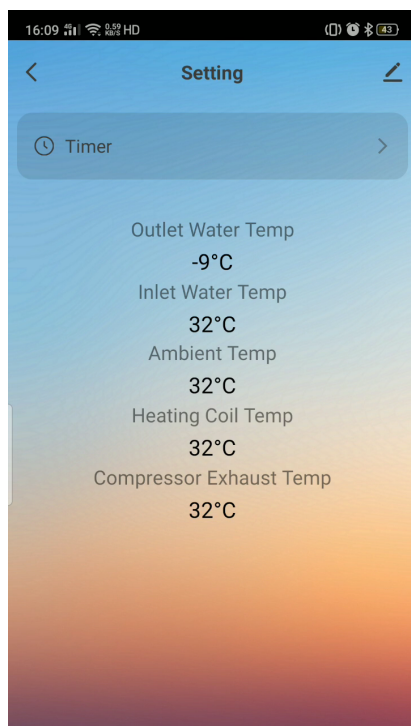 16:09 4G 0.59 KB/S HD 43
Setting
Timer
Outlet Water Temp
-9°C
Inlet Water Temp
32°C
Ambient Temp
32°C
Heating Coil Temp
32°C
Compressor Exhaust Temp
32°C